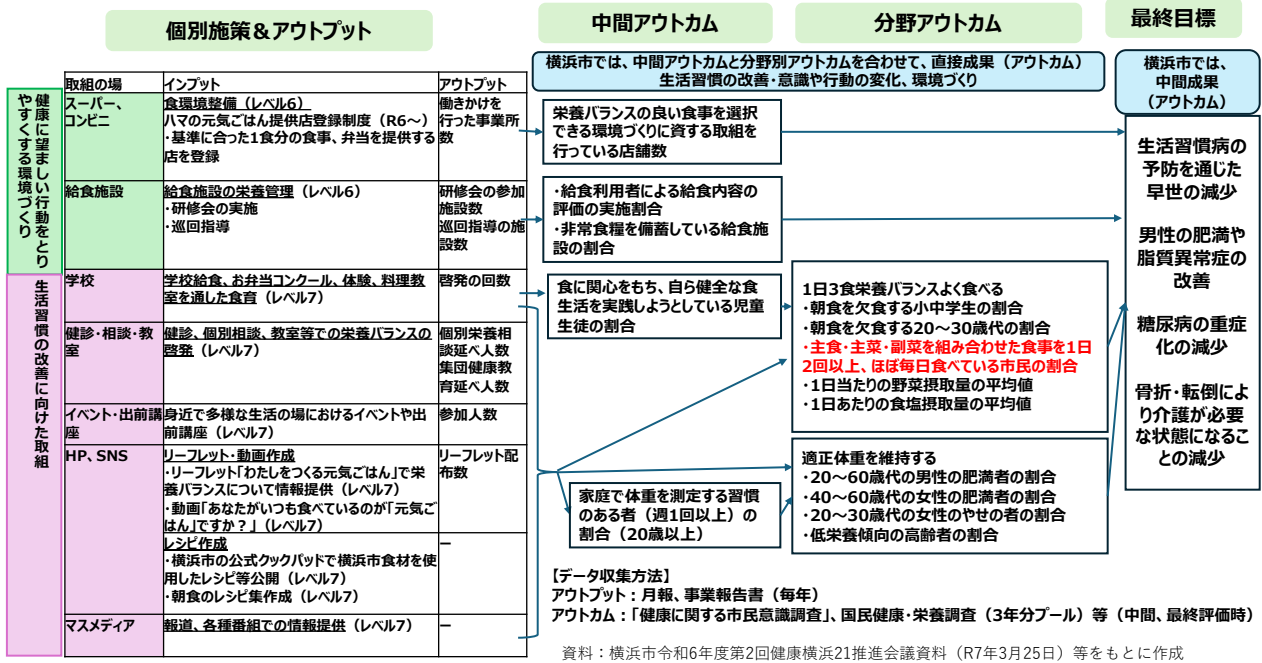 個別施策＆アウトプット
中間アウトカム
分野アウトカム
最終目標
横浜市では、中間アウトカムと分野別アウトカムを合わせて、直接成果（アウトカム）
生活習慣の改善・意識や行動の変化、環境づくり
横浜市では、
中間成果
（アウトカム）
健康に望ましい行動をとり
やすくする環境づくり
生活習慣の改善に向けた取組
取組の場
インプット
アウトプット
スーパー、
コンビニ
食環境整備（レベル6）
ハマの元気ごはん提供店登録制度（R6～）
・基準に合った1食分の食事、弁当を提供する
店を登録
働きかけを
行った事業所
数
給食施設
給食施設の栄養管理（レベル6）
・研修会の実施
・巡回指導
研修会の参加
施設数
巡回指導の施
設数
学校
学校給食、お弁当コンクール、体験、料理教
室を通した食育（レベル7）
啓発の回数
健診・相談・教
室
健診、個別相談、教室等での栄養バランスの
啓発（レベル7）
個別栄養相
談延べ人数
集団健康教
育延べ人数
イベント・出前講
座
身近で多様な生活の場におけるイベントや出
前講座（レベル7）
参加人数
HP、SNS
リーフレット・動画作成
・リーフレット「わたしをつくる元気ごはん」で栄
養バランスについて情報提供（レベル7）
・動画「あなたがいつも食べているのが「元気ご
はん」ですか？」（レベル7）
リーフレット配
布数
レシピ作成
・横浜市の公式クックパッドで横浜市食材を使
用したレシピ等公開（レベル7）
・朝食のレシピ集作成（レベル7）
ー
マスメディア
報道、各種番組での情報提供（レベル7）
ー
栄養バランスの良い食事を選択
できる環境づくりに資する取組を
行っている店舗数
・給食利用者による給食内容の
評価の実施割合
・非常食糧を備蓄している給食施
設の割合
食に関心をもち、自ら健全な食
生活を実践しようとしている児童
生徒の割合
家庭で体重を測定する習慣
のある者（週1回以上）の
割合（20歳以上）
1日3食栄養バランスよく食べる
・朝食を欠食する小中学生の割合
・朝食を欠食する20～30歳代の割合
・主食・主菜・副菜を組み合わせた食事を1日
2回以上、ほぼ毎日食べている市民の割合
・1日当たりの野菜摂取量の平均値
・1日あたりの食塩摂取量の平均値
適正体重を維持する
・20～60歳代の男性の肥満者の割合
・40～60歳代の女性の肥満者の割合
・20～30歳代の女性のやせの者の割合
・低栄養傾向の高齢者の割合
生活習慣病の
予防を通じた
早世の減少
男性の肥満や
脂質異常症の
改善
糖尿病の重症
化の減少
骨折・転倒によ
り介護が必要
な状態になるこ
との減少
【データ収集方法】
アウトプット：月報、事業報告書（毎年）
アウトカム：「健康に関する市民意識調査」、国民健康・栄養調査（3年分プール）等（中間、最終評価時）
資料：横浜市令和6年度第2回健康横浜21推進会議資料（R7年3月25日）等をもとに作成